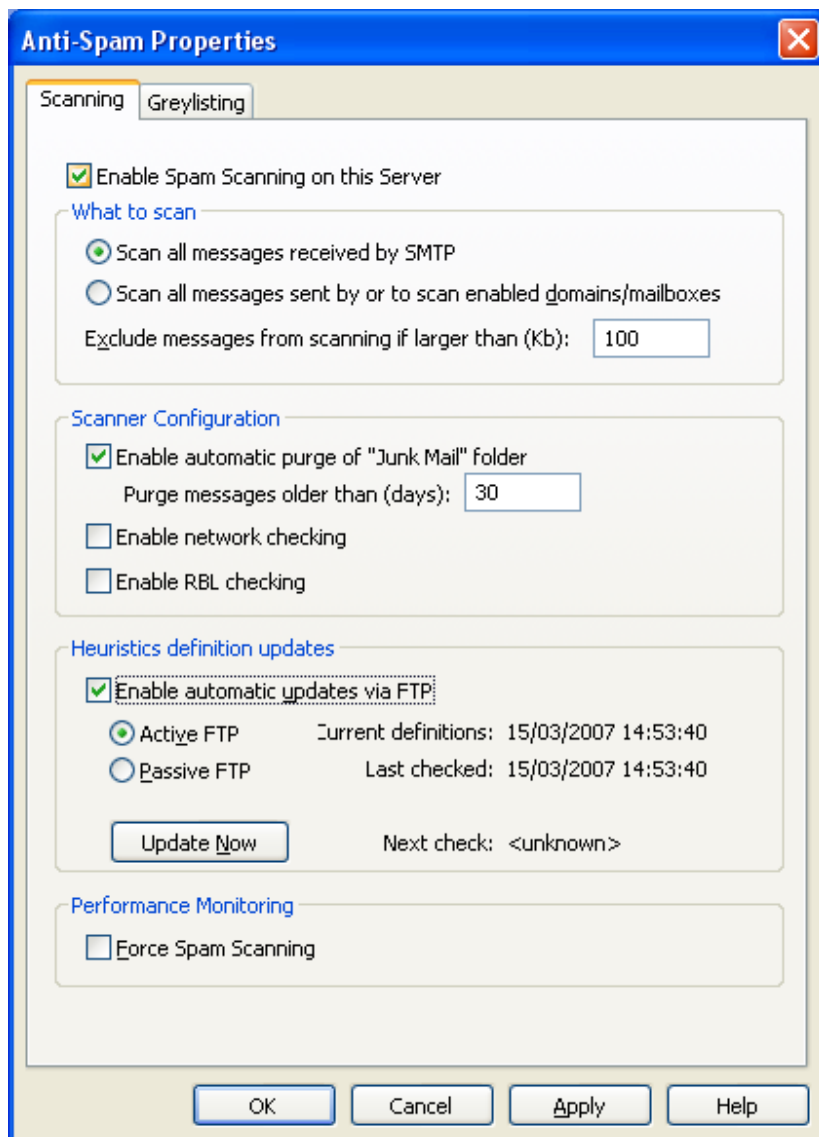 Anti-Spam Properties
Scanning Greylisting
Enable Spam Scanning on this Server
What to scan
Scan all messages received by SMTP
Scan all messages sent by or to scan enabled domains/mailboxes
Exclude messages from scanning if larger than (Kb): 100
Scanner Configuration
Enable automatic purge of "Junk Mail" folder
Purge messages older than (days): 30
Enable network checking
Enable RBL checking
Heuristics definition updates
Enable automatic updates via FTP
Active FTP Current definitions: 15/03/2007 14:53:40
Passive FTP Last checked: 15/03/2007 14:53:40
Update Now Next check: <unknown>
Performance Monitoring
Force Spam Scanning
OK Cancel Apply Help